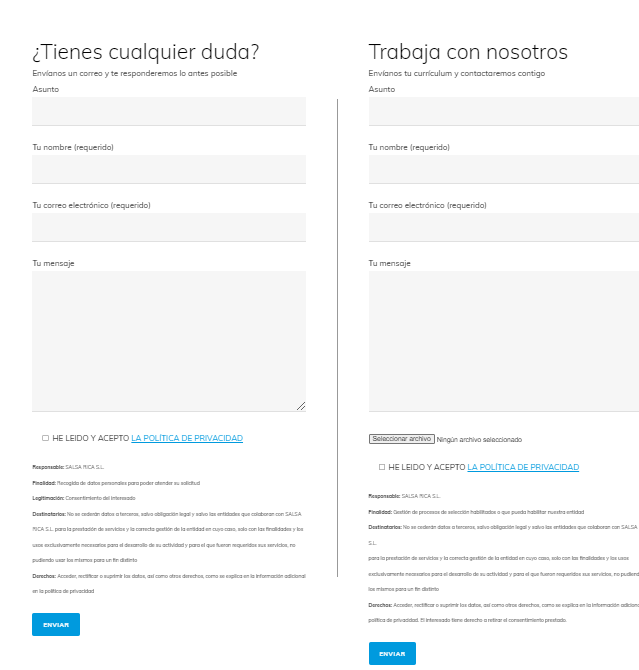 ¿Tienes cualquier duda?
Envíanos un correo y te responderemos lo antes posible
Asunto
Tu nombre (requerido)
Tu correo electrónico (requerido)
Tu mensaje
HE LEIDO Y ACEPTO LA POLÍTICA DE PRIVACIDAD
Responsable: SALSA RICA S.L.
Finalidad: Recogida de datos personales para poder atender su solicitud
Legitimación: Consentimiento del interesado
Destinatarios: No se cederán datos a terceros, salvo obligación legal y salvo las entidades que colaboran con SALSA
RICA S.L. para la prestación de servicios y la correcta gestión de la entidad en cuyo caso, solo con las finalidades y los
usos exclusivamente necesarios para el desarrollo de su actividad y para el que fueron requeridos sus servicios, no
pudiendo usar los mismos para un fin distinto
Derechos: Acceder, rectificar o suprimir los datos, así como otros derechos, como se explica en la información adicional
en la política de privacidad
ENVIAR
Trabaja con nosotros
Envíanos tu currículum y contactaremos contigo
Asunto
Tu nombre (requerido)
Tu correo electrónico (requerido)
Tu mensaje
Seleccionar archivo Ningún archivo seleccionado
HE LEIDO Y ACEPTO LA POLÍTICA DE PRIVACIDAD
Responsable: SALSA RICA S.L.
Finalidad: Gestión de procesos de selección habilitados o que pueda habilitar nuestra entidad
Destinatarios: No se cederán datos a terceros, salvo obligación legal y salvo las entidades que colaboran con SALSA
S.L.
para la prestación de servicios y la correcta gestión de la entidad en cuyo caso, solo con las finalidades y los usos
exclusivamente necesarios para el desarrollo de su actividad y para el que fueron requeridos sus servicios, no pudiend
los mismos para un fin distinto
Derechos: Acceder, rectificar o suprimir los datos, así como otros derechos, como se explica en la información adicion
política de privacidad. El interesado tiene derecho a retirar el consentimiento prestado.
ENVIAR